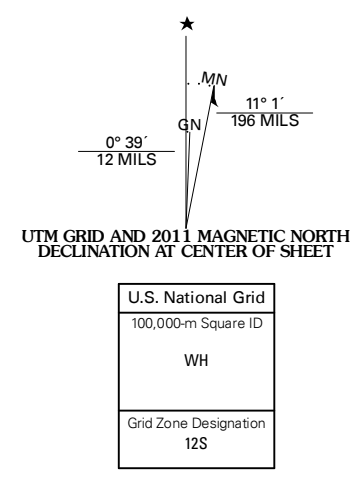 ★
MN
11° 1´
196 MILS
GN
0° 39´
12 MILS
UTM GRID AND 2011 MAGNETIC NORTH
DECLINATION AT CENTER OF SHEET
U.S. National Grid
100,000-m Square ID
WH
Grid Zone Designation
12S